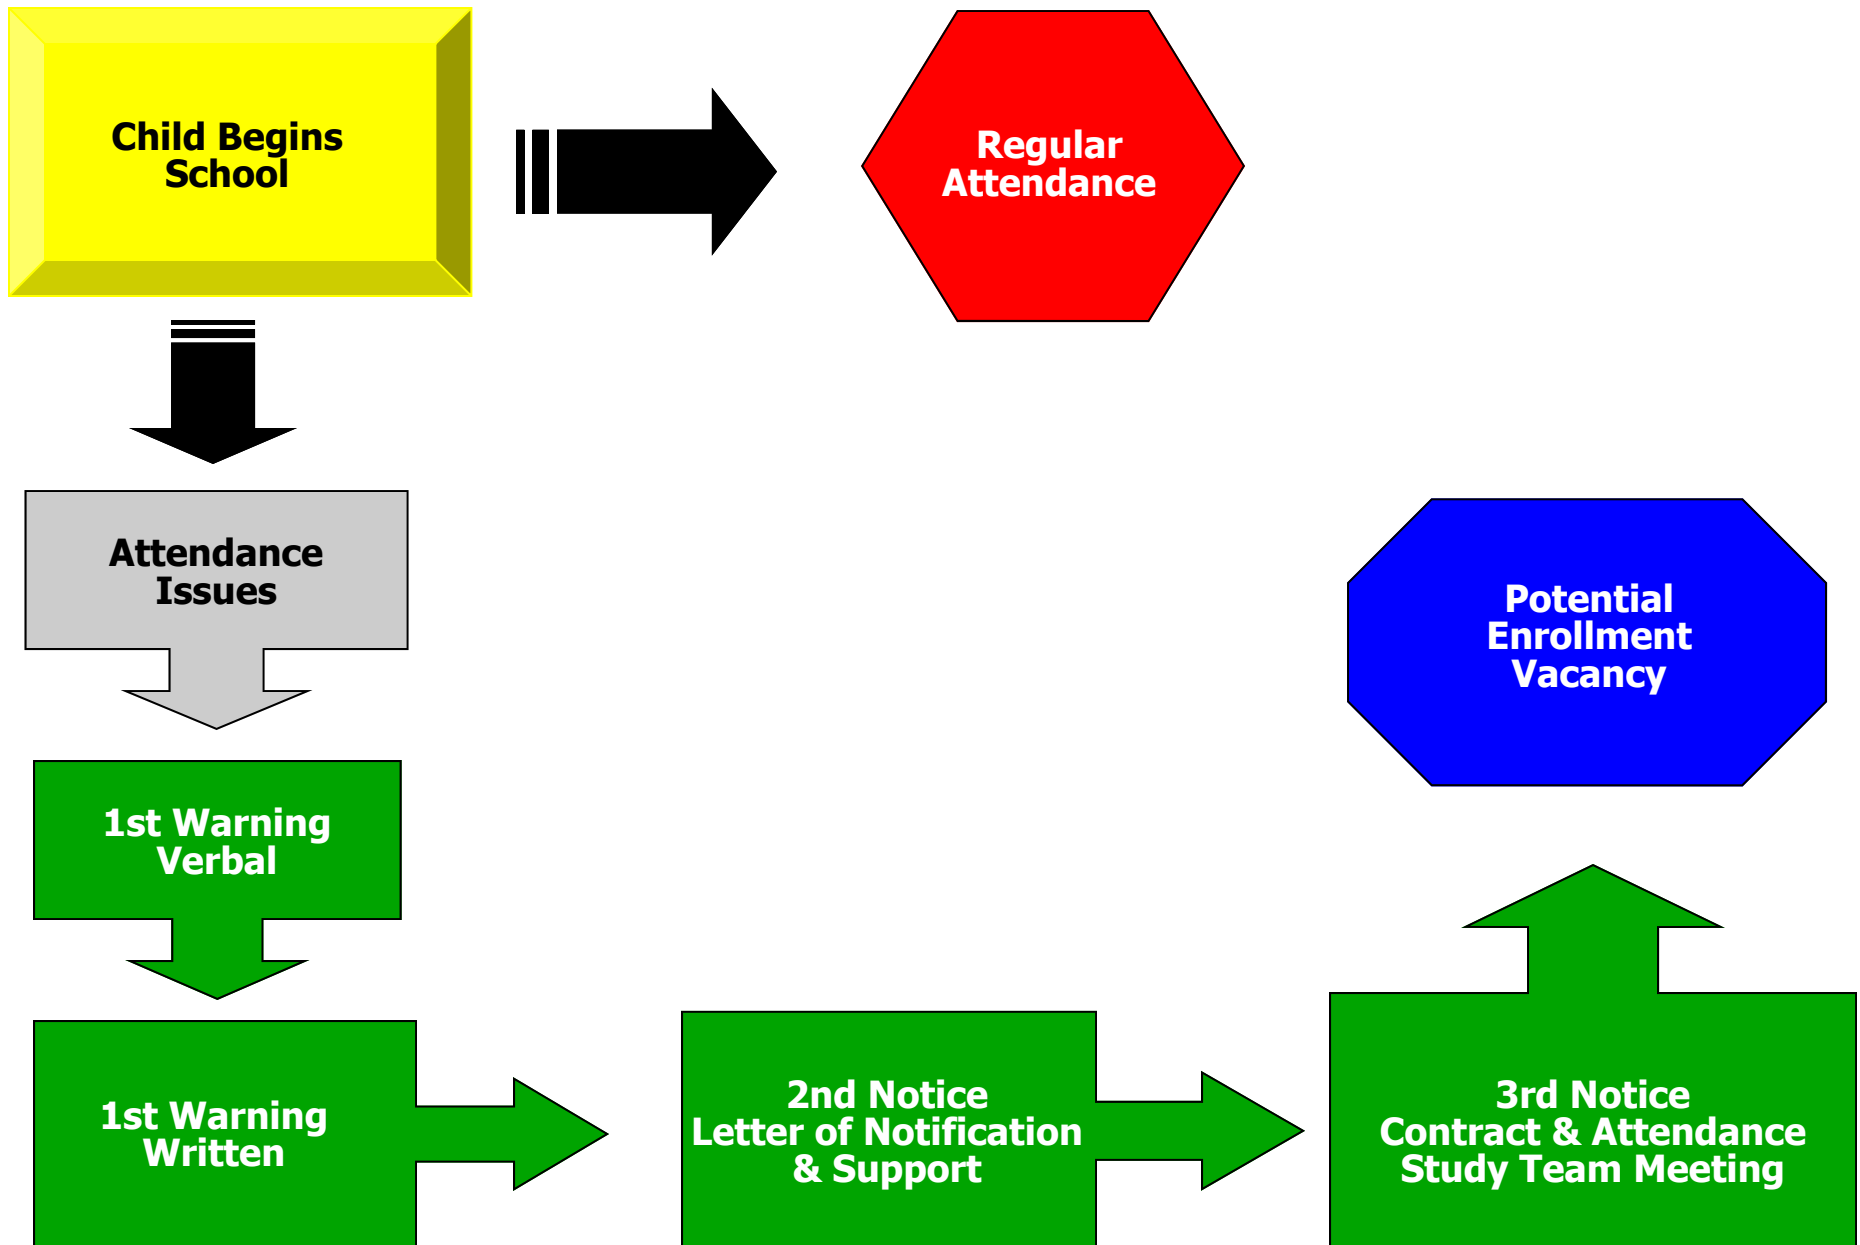 Child Begins
School
Regular
Attendance
Attendance
Issues
Potential
Enrollment
Vacancy
1st Warning
Verbal
1st Warning
Written
2nd Notice
Letter of Notification
& Support
3rd Notice
Contract & Attendance
Study Team Meeting